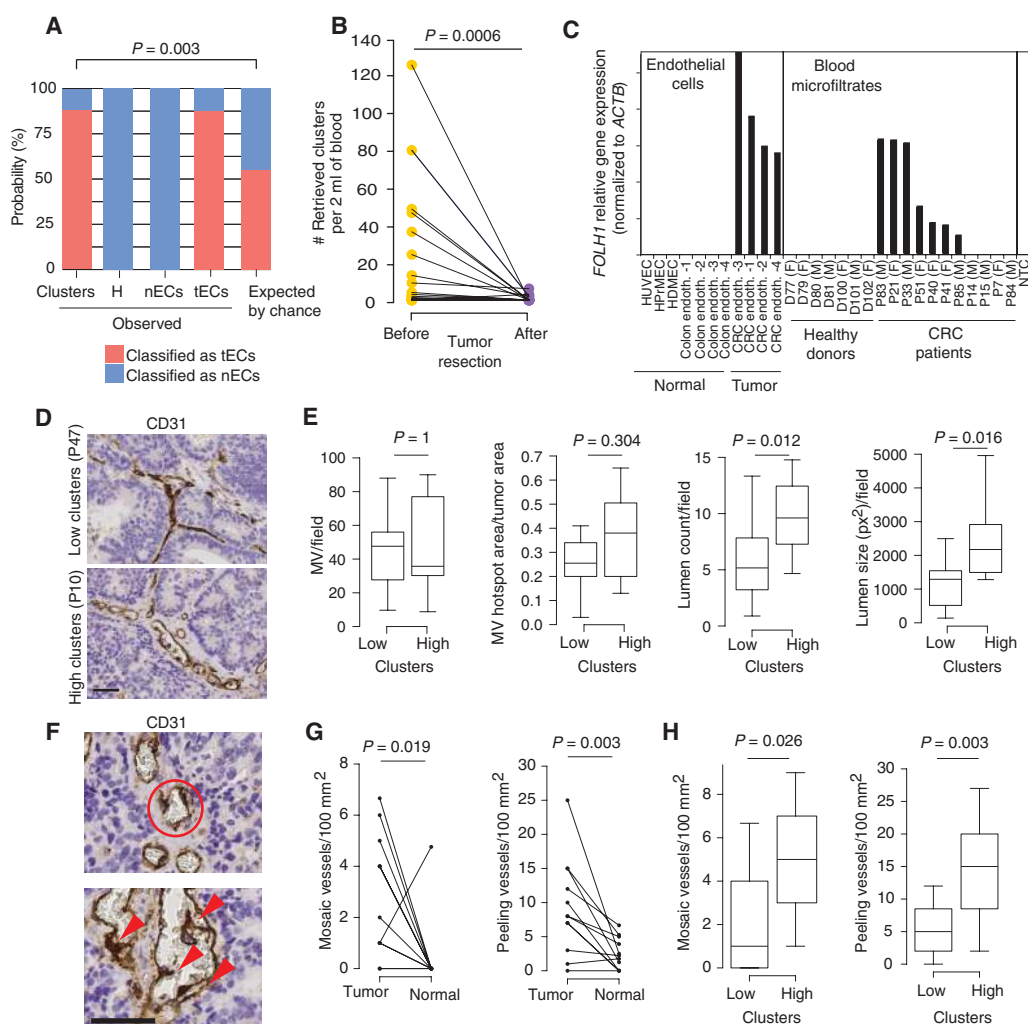 A
P = 0.003
Probability (%)
100
75
50
25
0
Clusters
H
nECs
tECs
Expected
by chance
Observed
Classified as tECs
Classified as nECs
B
P = 0.0006
# Retrieved clusters
per 2 ml of blood
140
120
100
80
60
40
20
0
Before
After
Tumor
resection
C
FOLH1 relative gene expression
(normalized to ACTB)
Endothelial
cells
Blood
microfiltrates
HUVEC
HPMEC
HDMEC
Colon endoth. -1
Colon endoth. -2
Colon endoth. -3
Colon endoth. -4
CRC endoth. -3
CRC endoth. -1
CRC endoth. -2
CRC endoth. -4
D77 (F)
D79 (F)
D80 (M)
D81 (M)
D100 (F)
D101 (M)
D102 (F)
P83 (M)
P21 (F)
P33 (M)
P51 (F)
P40 (F)
P41 (F)
P85 (M)
P14 (M)
P15 (M)
P7 (F)
P84 (M)
NTC
Normal
Tumor
Healthy
donors
CRC
patients
D
CD31
Low clusters (P47)
High clusters (P10)
E
P = 1
MV/field
100
80
60
40
20
0
Low
High
Clusters
P = 0.304
MV hotspot area/tumor area
0.7
0.6
0.5
0.4
0.3
0.2
0.1
0.0
Low
High
Clusters
P = 0.012
Lumen count/field
15
10
5
0
Low
High
Clusters
P = 0.016
Lumen size (px²)/field
5000
4000
3000
2000
1000
0
Low
High
Clusters
F
CD31
G
P = 0.019
Mosaic vessels/100 mm²
8
6
4
2
0
Tumor
Normal
P = 0.003
Peeling vessels/100 mm²
30
25
20
15
10
5
0
Tumor
Normal
H
P = 0.026
Mosaic vessels/100 mm²
8
6
4
2
0
Low
High
Clusters
P = 0.003
Peeling vessels/100 mm²
30
25
20
15
10
5
0
Low
High
Clusters